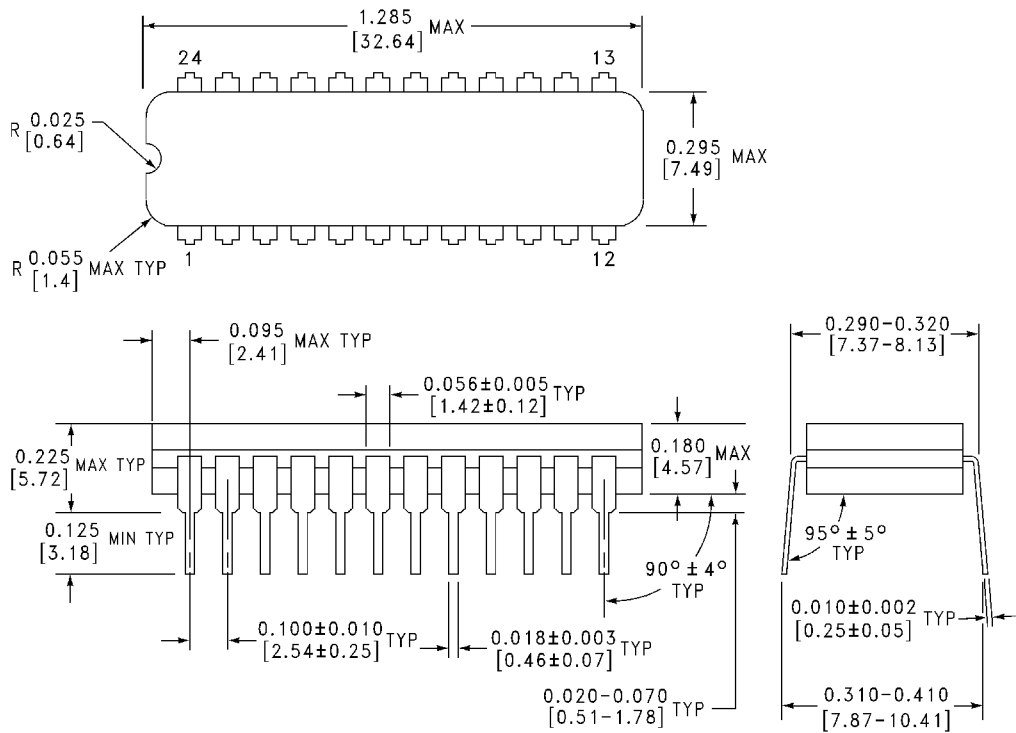 1.285
[32.64] MAX
24
13
R 0.025
[0.64]
0.295
[7.49] MAX
R 0.055
[1.4] MAX TYP
1
12
0.095
[2.41] MAX TYP
0.290-0.320
[7.37-8.13]
0.056±0.005
[1.42±0.12] TYP
0.225
[5.72] MAX TYP
0.180
[4.57] MAX
0.125
[3.18] MIN TYP
95° ± 5°
TYP
90° ± 4°
TYP
0.010±0.002
[0.25±0.05] TYP
0.100±0.010
[2.54±0.25] TYP
0.018±0.003
[0.46±0.07] TYP
0.020-0.070
[0.51-1.78] TYP
0.310-0.410
[7.87-10.41]